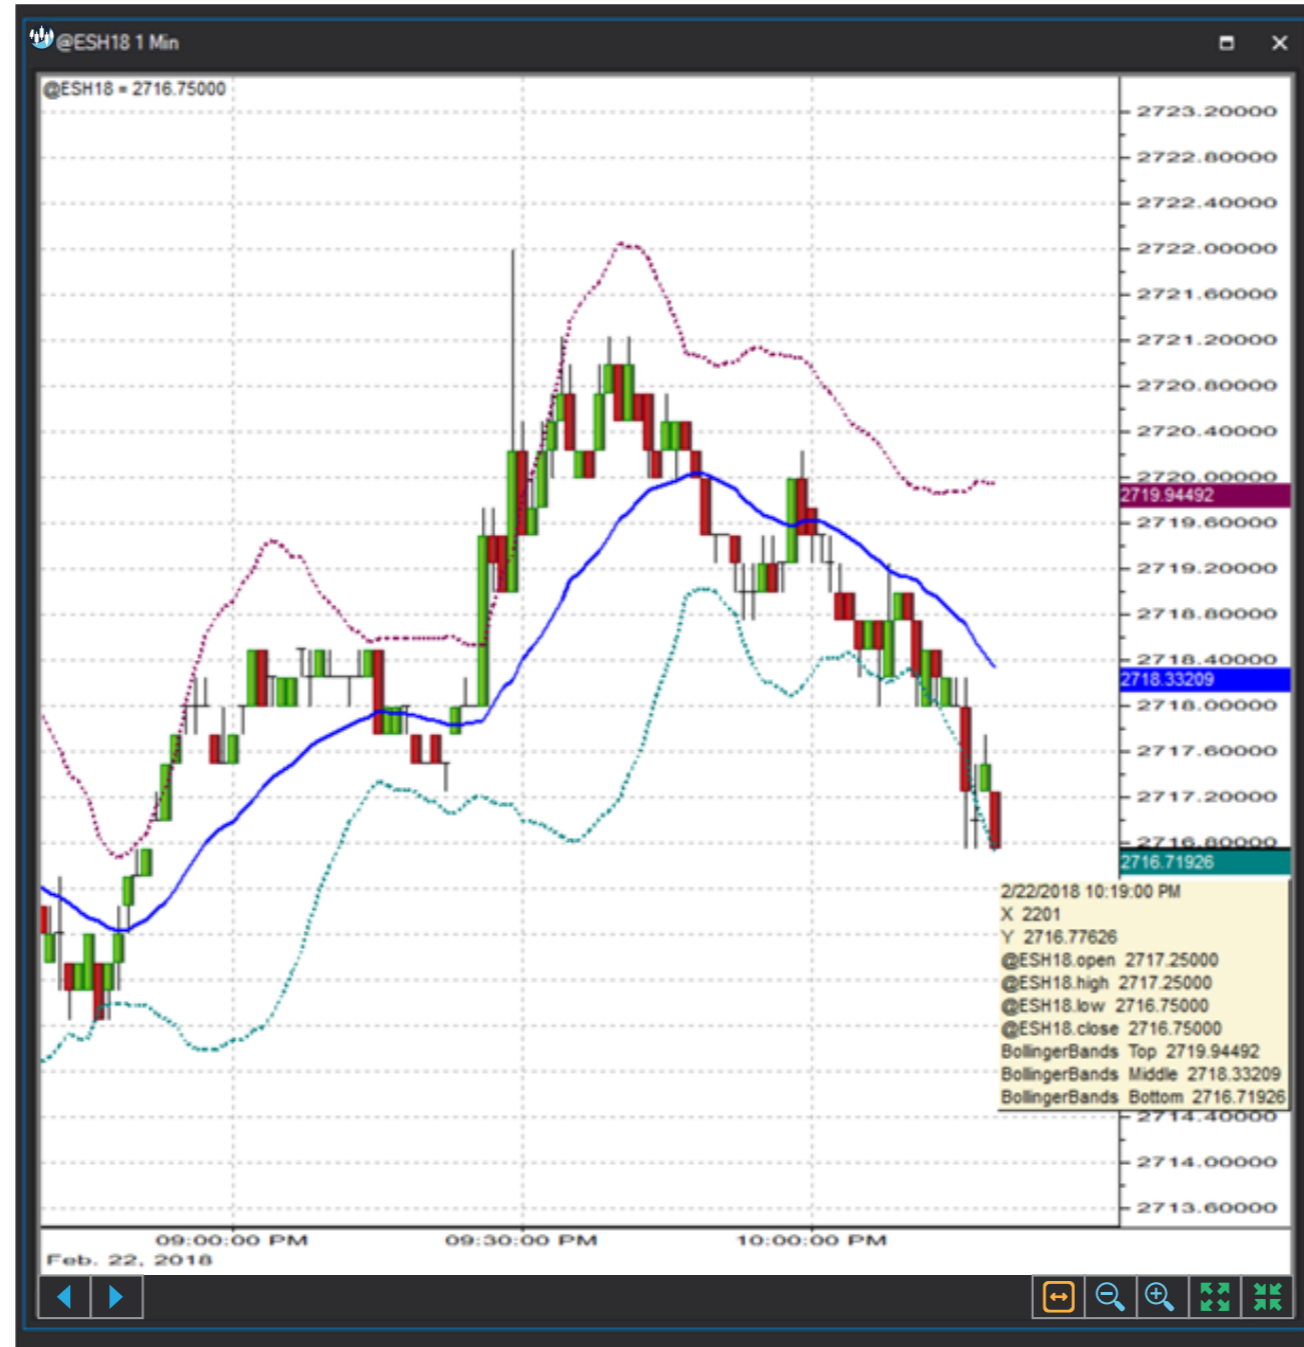 @ESH18 1 Min
@ESH18 = 2716.75000
2723.20000
2722.80000
2722.40000
2722.00000
2721.60000
2721.20000
2720.80000
2720.40000
2720.00000
2719.94492
2719.60000
2719.20000
2718.80000
2718.40000
2718.33209
2718.00000
2717.60000
2717.20000
2716.80000
2716.71926
2/22/2018 10:19:00 PM
X 2201
Y 2716.77626
@ESH18.open 2717.25000
@ESH18.high 2717.25000
@ESH18.low 2716.75000
@ESH18.close 2716.75000
BollingerBands Top 2719.94492
BollingerBands Middle 2718.33209
BollingerBands Bottom 2716.71926
2714.40000
2714.00000
2713.60000
09:00:00 PM 09:30:00 PM 10:00:00 PM
Feb. 22, 2018